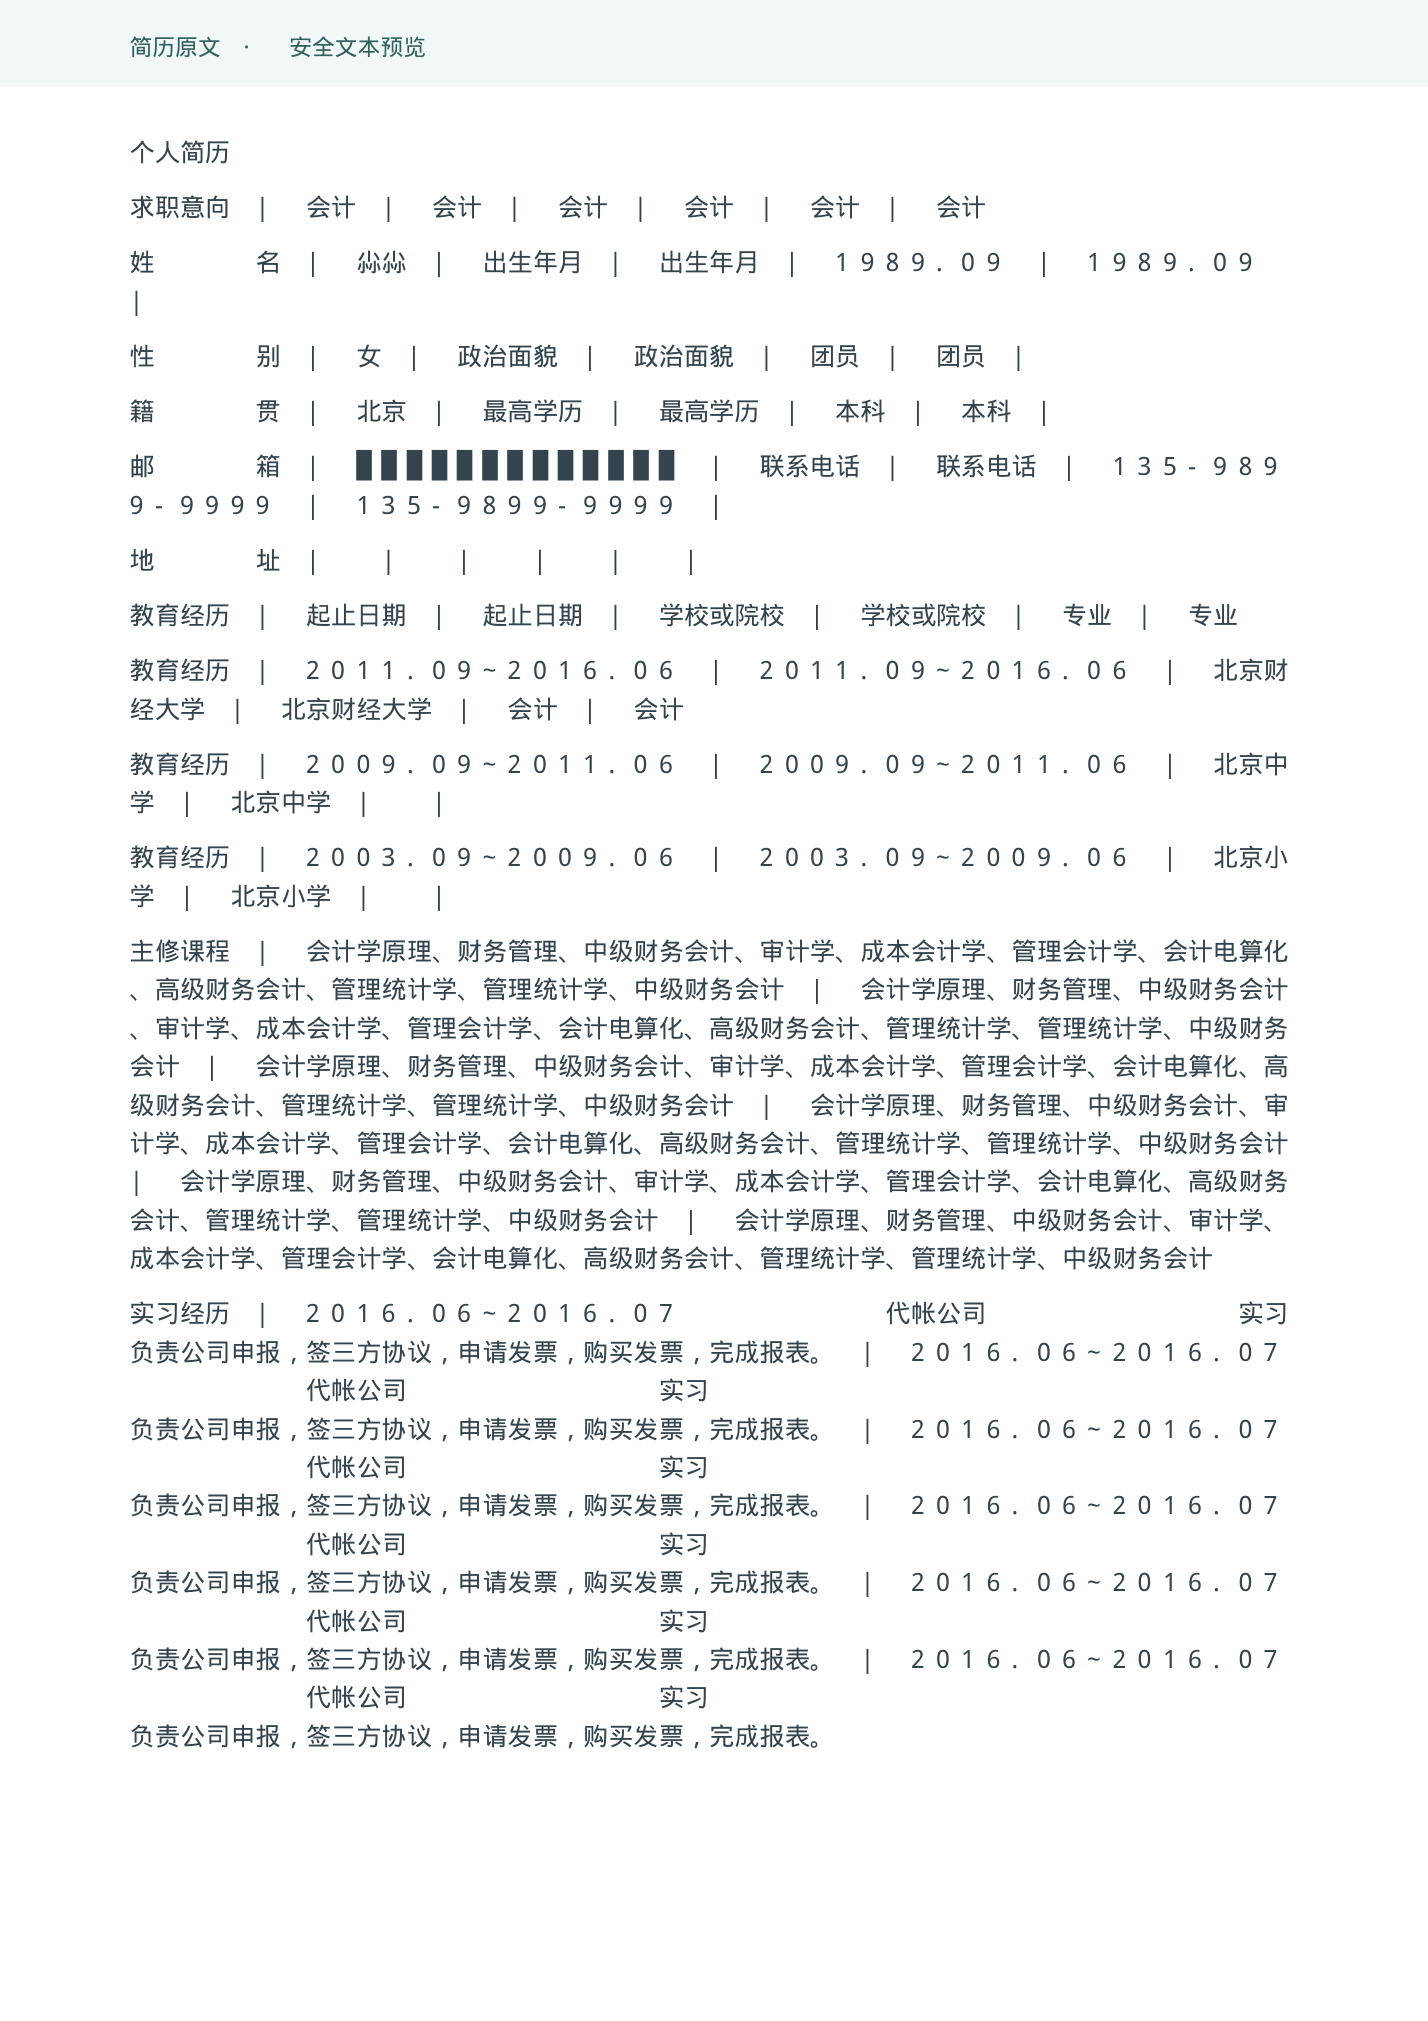 简历原文 · 安全文本预览
个人简历
求职意向 | 会计 | 会计 | 会计 | 会计 | 会计 | 会计
姓 名 | 尛尛 | 出生年月 | 出生年月 | 1989.09 | 1989.09
|
性 别 | 女 | 政治面貌 | 政治面貌 | 团员 | 团员 |
籍 贯 | 北京 | 最高学历 | 最高学历 | 本科 | 本科 |
邮 箱 | █████████████ | 联系电话 | 联系电话 | 135-989
9-9999 | 135-9899-9999 |
地 址 | | | | | |
教育经历 | 起止日期 | 起止日期 | 学校或院校 | 学校或院校 | 专业 | 专业
教育经历 | 2011.09~2016.06 | 2011.09~2016.06 | 北京财
经大学 | 北京财经大学 | 会计 | 会计
教育经历 | 2009.09~2011.06 | 2009.09~2011.06 | 北京中
学 | 北京中学 | |
教育经历 | 2003.09~2009.06 | 2003.09~2009.06 | 北京小
学 | 北京小学 | |
主修课程 | 会计学原理、财务管理、中级财务会计、审计学、成本会计学、管理会计学、会计电算化
、高级财务会计、管理统计学、管理统计学、中级财务会计 | 会计学原理、财务管理、中级财务会计
、审计学、成本会计学、管理会计学、会计电算化、高级财务会计、管理统计学、管理统计学、中级财务
会计 | 会计学原理、财务管理、中级财务会计、审计学、成本会计学、管理会计学、会计电算化、高
级财务会计、管理统计学、管理统计学、中级财务会计 | 会计学原理、财务管理、中级财务会计、审
计学、成本会计学、管理会计学、会计电算化、高级财务会计、管理统计学、管理统计学、中级财务会计
| 会计学原理、财务管理、中级财务会计、审计学、成本会计学、管理会计学、会计电算化、高级财务
会计、管理统计学、管理统计学、中级财务会计 | 会计学原理、财务管理、中级财务会计、审计学、
成本会计学、管理会计学、会计电算化、高级财务会计、管理统计学、管理统计学、中级财务会计
实习经历 | 2016.06~2016.07 代帐公司 实习
负责公司申报,签三方协议,申请发票,购买发票,完成报表。 | 2016.06~2016.07
代帐公司 实习
负责公司申报,签三方协议,申请发票,购买发票,完成报表。 | 2016.06~2016.07
代帐公司 实习
负责公司申报,签三方协议,申请发票,购买发票,完成报表。 | 2016.06~2016.07
代帐公司 实习
负责公司申报,签三方协议,申请发票,购买发票,完成报表。 | 2016.06~2016.07
代帐公司 实习
负责公司申报,签三方协议,申请发票,购买发票,完成报表。 | 2016.06~2016.07
代帐公司 实习
负责公司申报,签三方协议,申请发票,购买发票,完成报表。